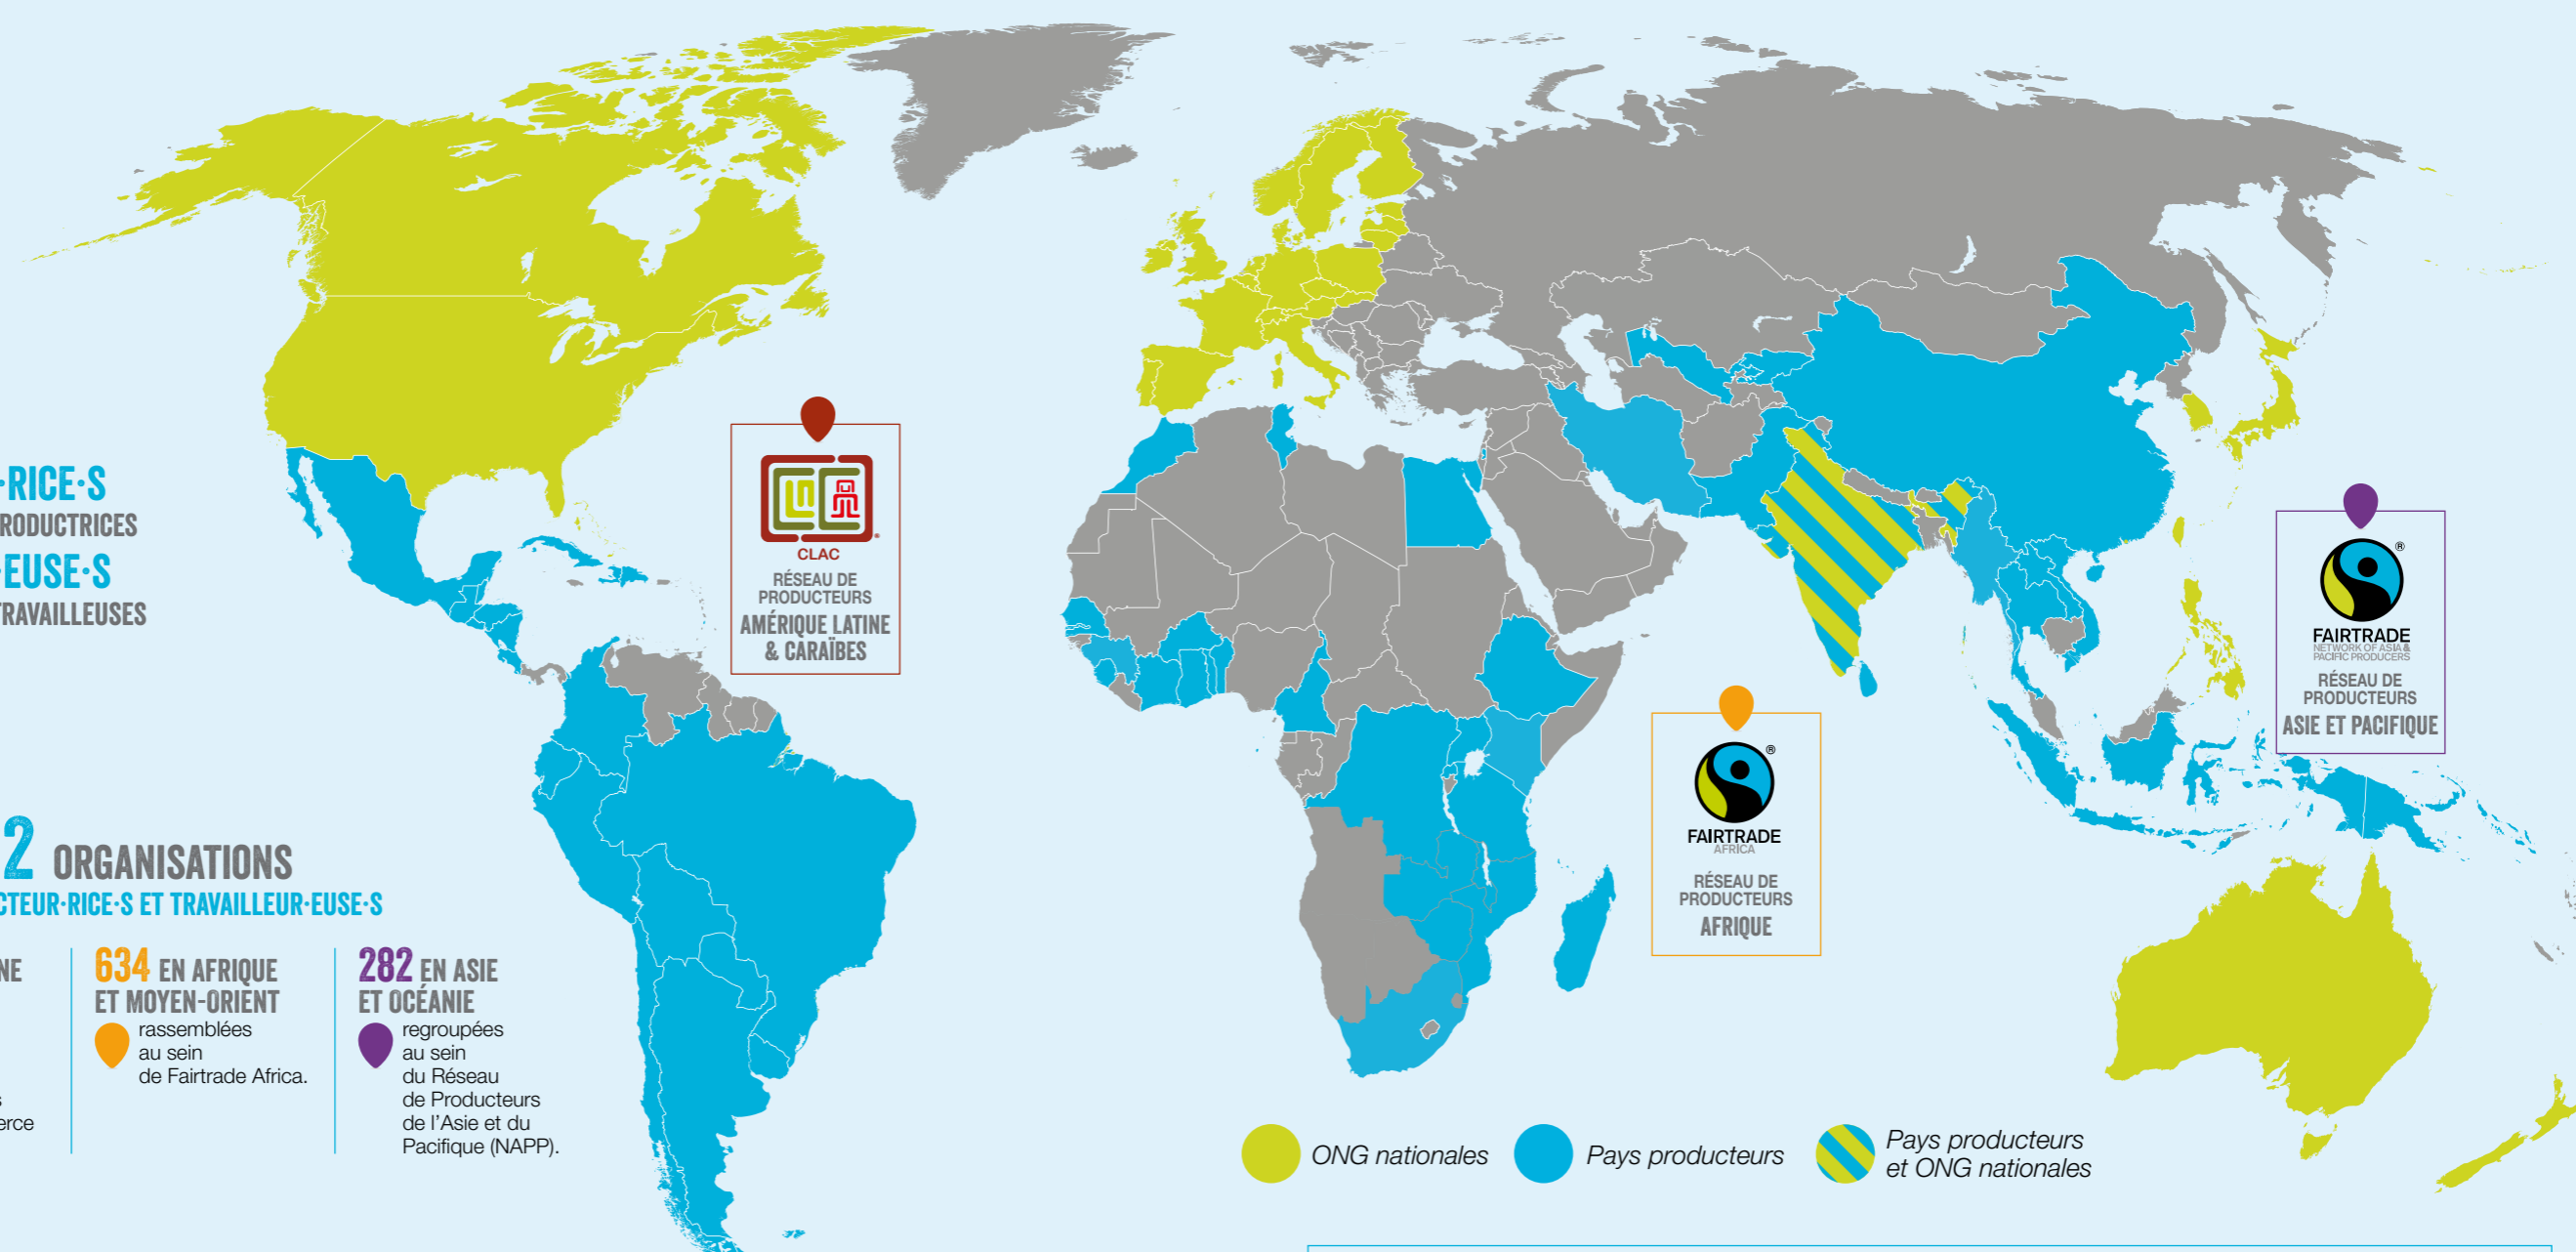 ·RICE·S
RODUCTRICES
·EUSE·S
TRAVAILLEUSES
2 ORGANISATIONS
CTEUR·RICE·S ET TRAVAILLEUR·EUSE·S
NE
s
erce
634 EN AFRIQUE
ET MOYEN-ORIENT
rassemblées
au sein
de Fairtrade Africa.
282 EN ASIE
ET OCÉANIE
regroupées
au sein
du Réseau
de Producteurs
de l'Asie et du
Pacifique (NAPP).
CLAC
RÉSEAU DE
PRODUCTEURS
AMÉRIQUE LATINE
& CARAÏBES
®
FAIRTRADE
AFRICA
RÉSEAU DE
PRODUCTEURS
AFRIQUE
®
FAIRTRADE
NETWORK OF ASIA &
PACIFIC PRODUCERS
RÉSEAU DE
PRODUCTEURS
ASIE ET PACIFIQUE
ONG nationales
Pays producteurs
Pays producteurs
et ONG nationales